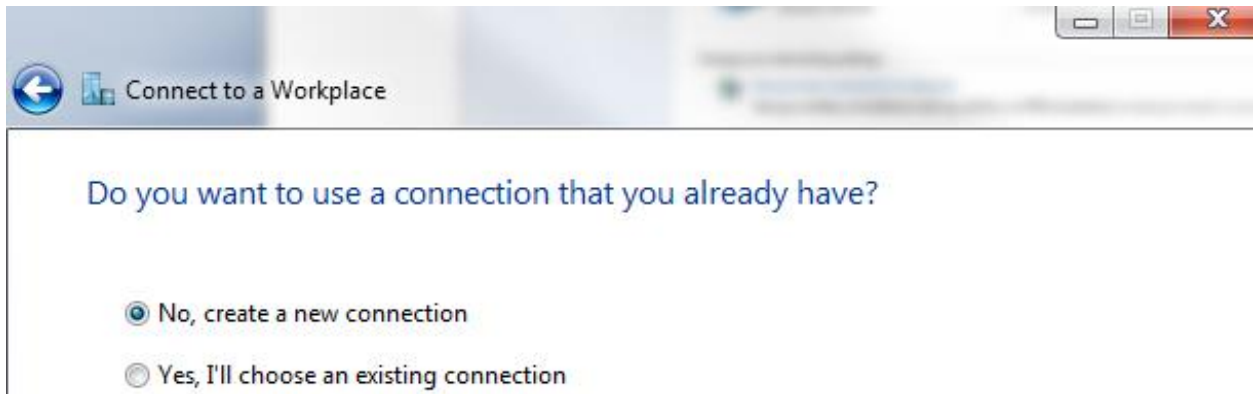 Connect to a Workplace
Do you want to use a connection that you already have?
No, create a new connection
Yes, I'll choose an existing connection